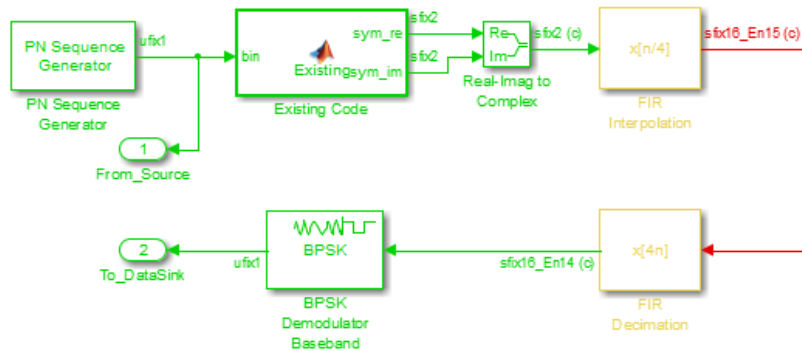 PN Sequence
Generator
ufix1
PN Sequence
Generator
bin
Existing
sym_re
sym_im
Existing Code
sfix2
sfix2
Re
Im
Real-Imag to
Complex
sfix2 (c)
x[n/4]
FIR
Interpolation
sfix16_En15 (c)
1
From_Source
2
To_DataSink
ufix1
BPSK
BPSK
Demodulator
Baseband
sfix16_En14 (c)
x[4n]
FIR
Decimation